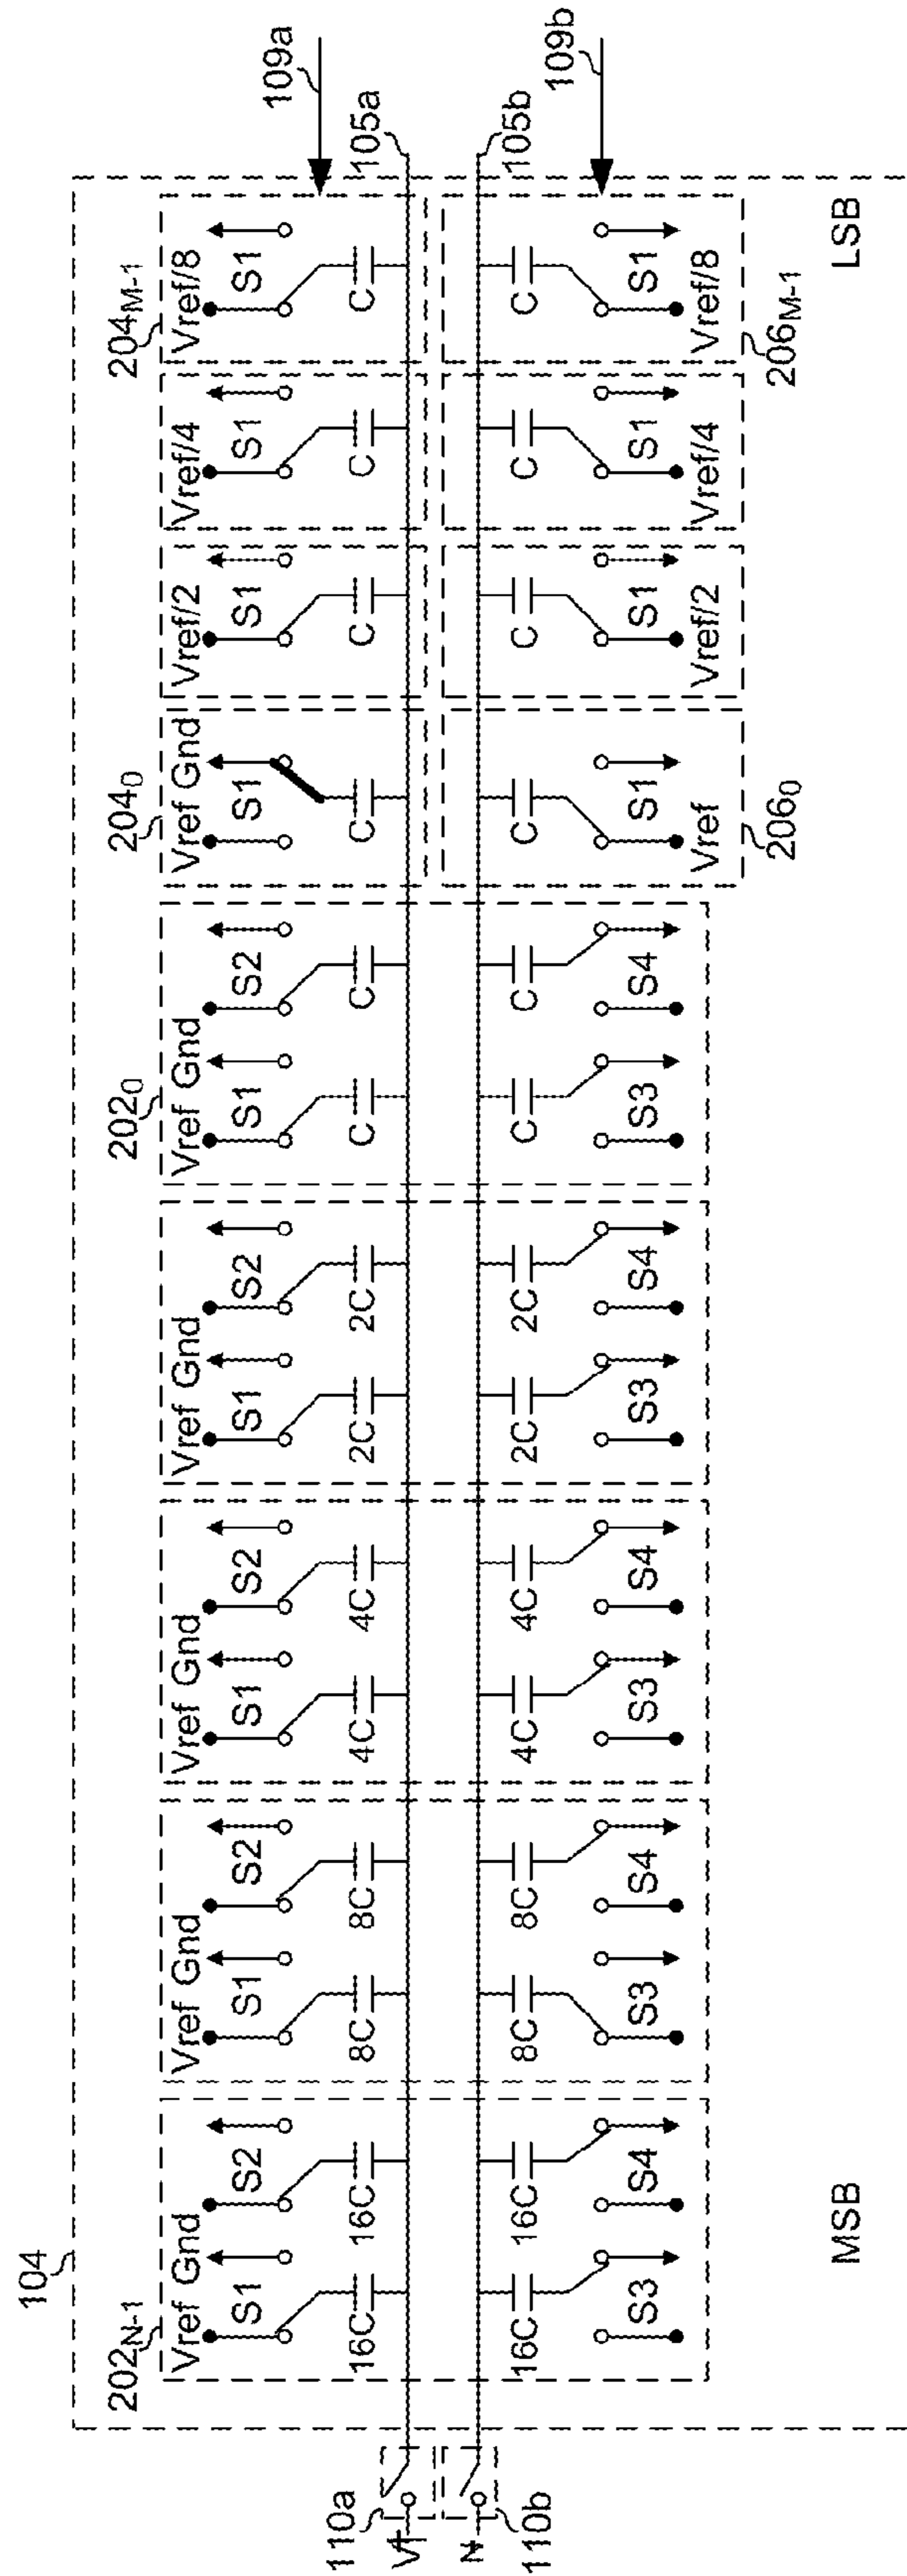 104
202N-1 2020 2040 204M-1 109a
Vref Gnd Vref Gnd Vref Gnd Vref Gnd Vref Gnd Vref Gnd Vref/2 Vref/4 Vref/8
S1 S2 S1 S2 S1 S2 S1 S2 S1 S2 S1 S1 S1 S1
110a 16C 16C 8C 8C 4C 4C 2C 2C C C C C C C 105a
110b 16C 16C 8C 8C 4C 4C 2C 2C C C C C C C 105b
S3 S4 S3 S4 S3 S4 S3 S4 S3 S4 S1 S1 S1 S1 109b
Vref Vref/2 Vref/4 Vref/8
2060 206M-1
MSB LSB